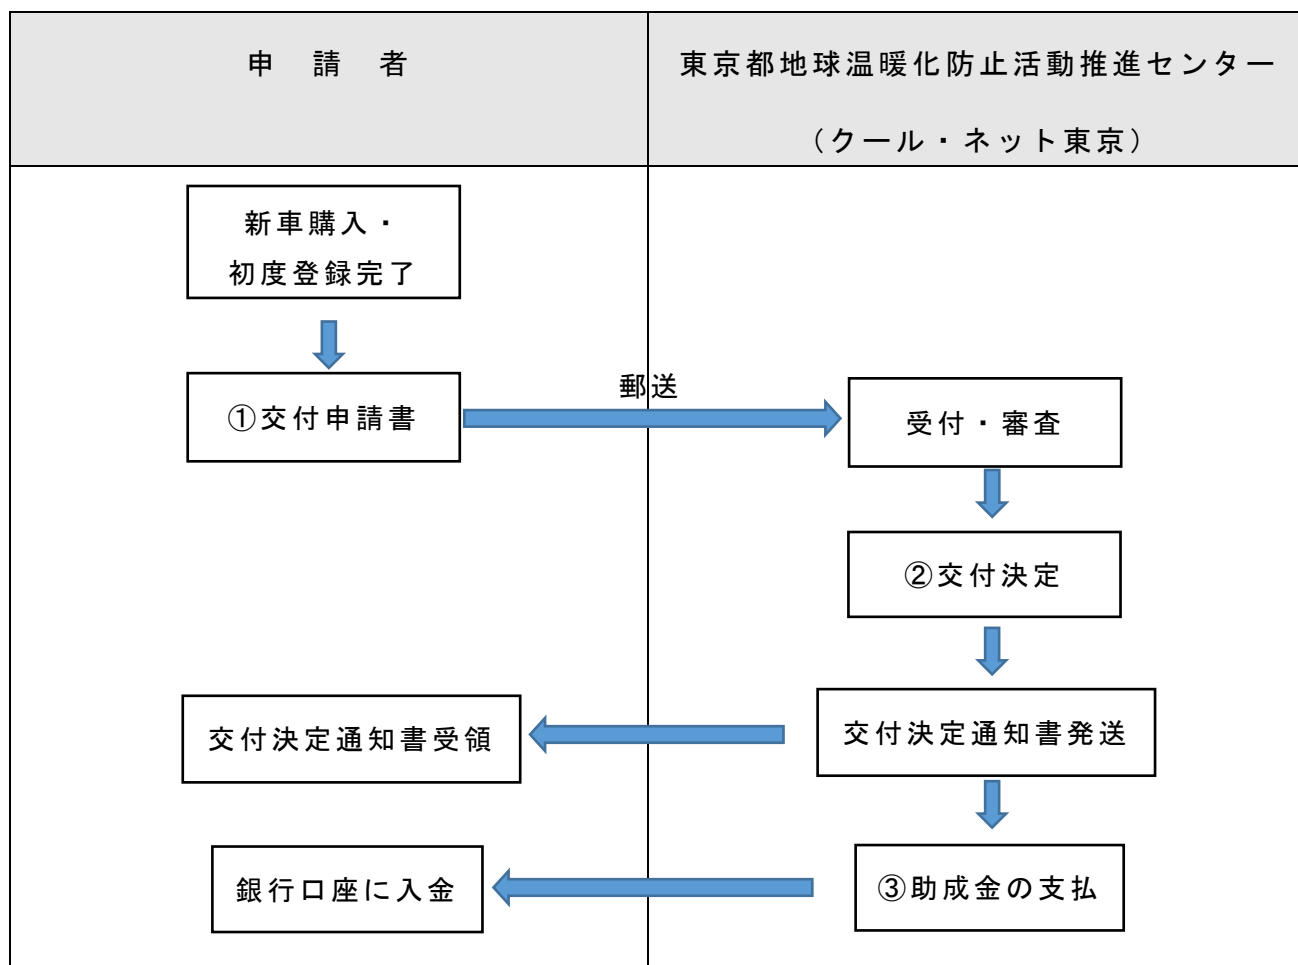 申 請 者
東京都地球温暖化防止活動推進センター
（クール・ネット東京）
新車購入・
初度登録完了
郵送
①交付申請書
受付・審査
②交付決定
交付決定通知書受領
交付決定通知書発送
銀行口座に入金
③助成金の支払